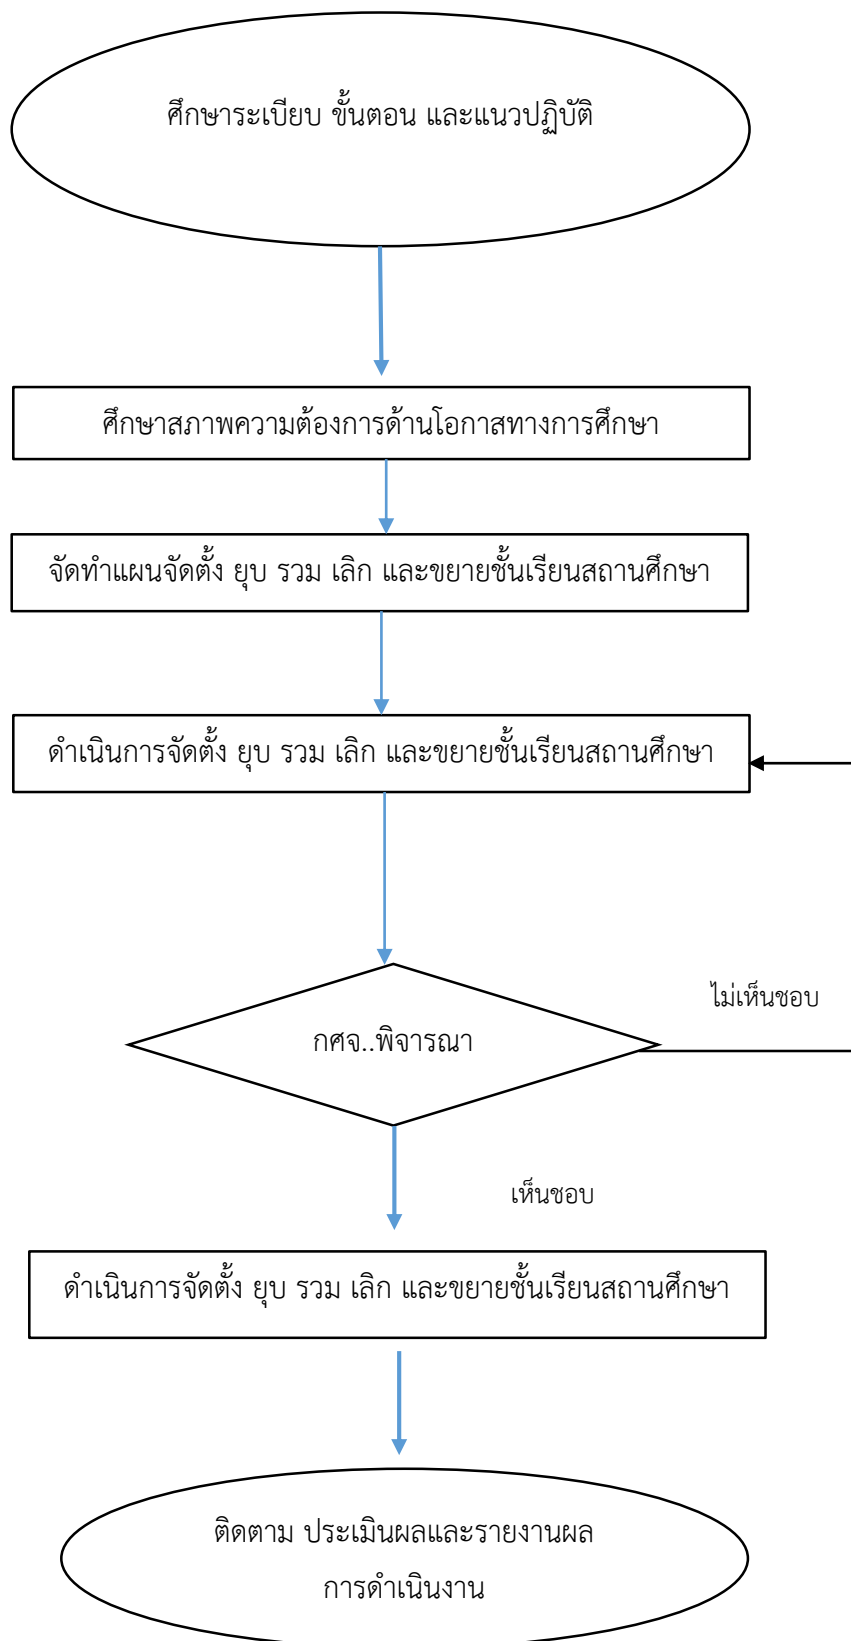 ศึกษาระเบียบ ขั้นตอน และแนวปฏิบัติ
ศึกษาสภาพความต้องการด้านโอกาสทางการศึกษา
จัดทำแผนจัดตั้ง ยุบ รวม เลิก และขยายชั้นเรียนสถานศึกษา
ดำเนินการจัดตั้ง ยุบ รวม เลิก และขยายชั้นเรียนสถานศึกษา
ไม่เห็นชอบ
กศจ..พิจารณา
เห็นชอบ
ดำเนินการจัดตั้ง ยุบ รวม เลิก และขยายชั้นเรียนสถานศึกษา
ติดตาม ประเมินผลและรายงานผล
การดำเนินงาน